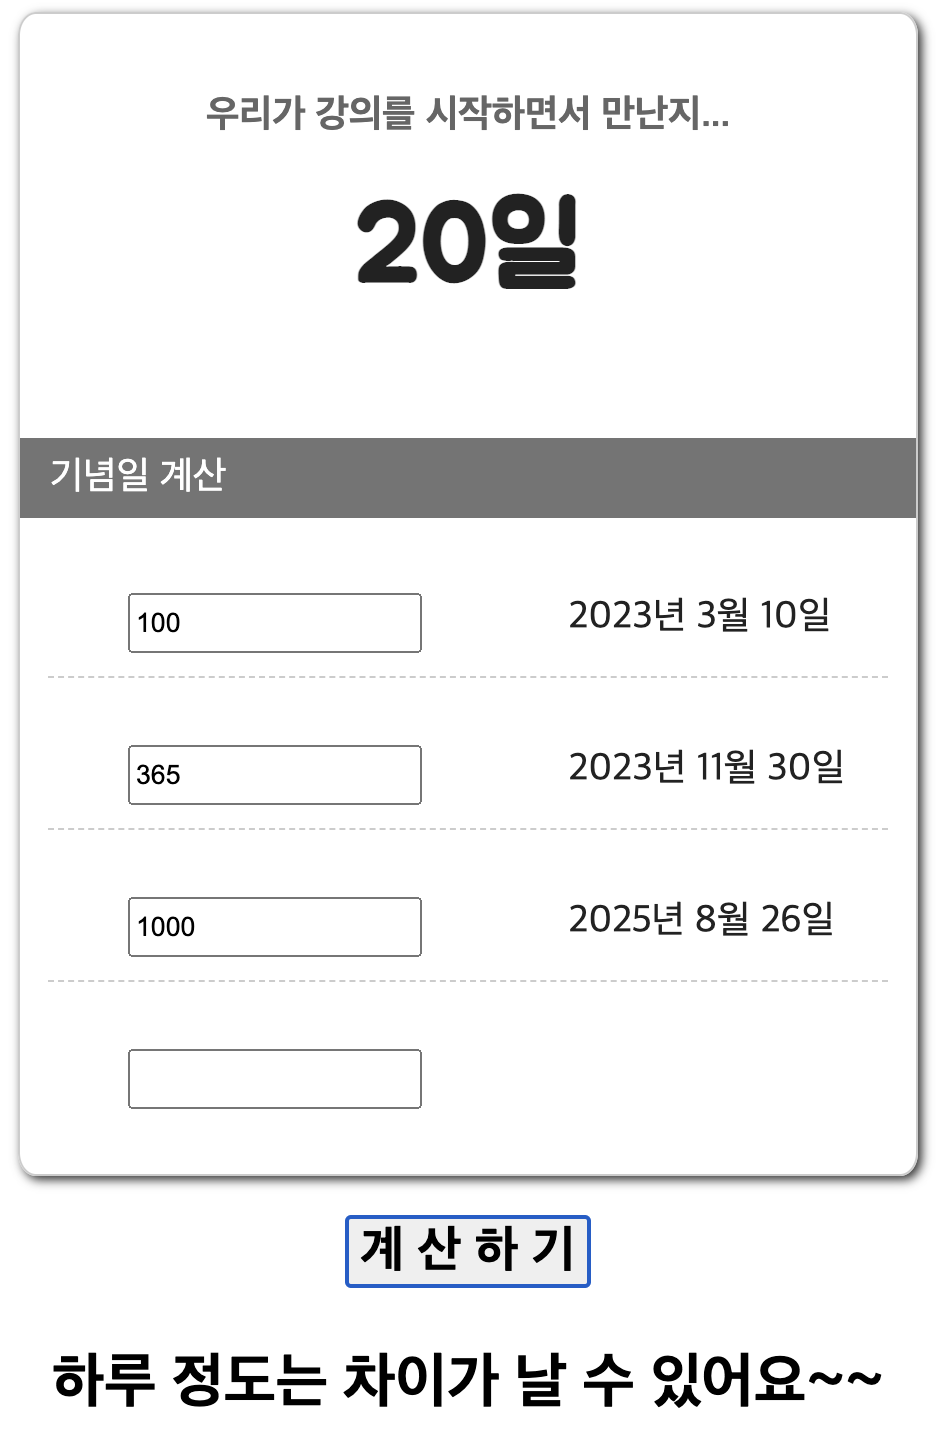 우리가 강의를 시작하면서 만난지...
20일
기념일 계산
100 2023년 3월 10일
365 2023년 11월 30일
1000 2025년 8월 26일
계 산 하 기
하루 정도는 차이가 날 수 있어요~~